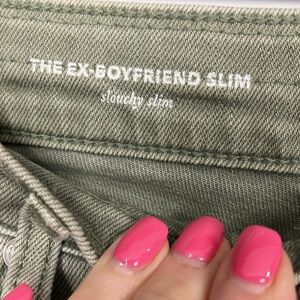 THE EX-BOYFRIEND SLIM
slouchy slim